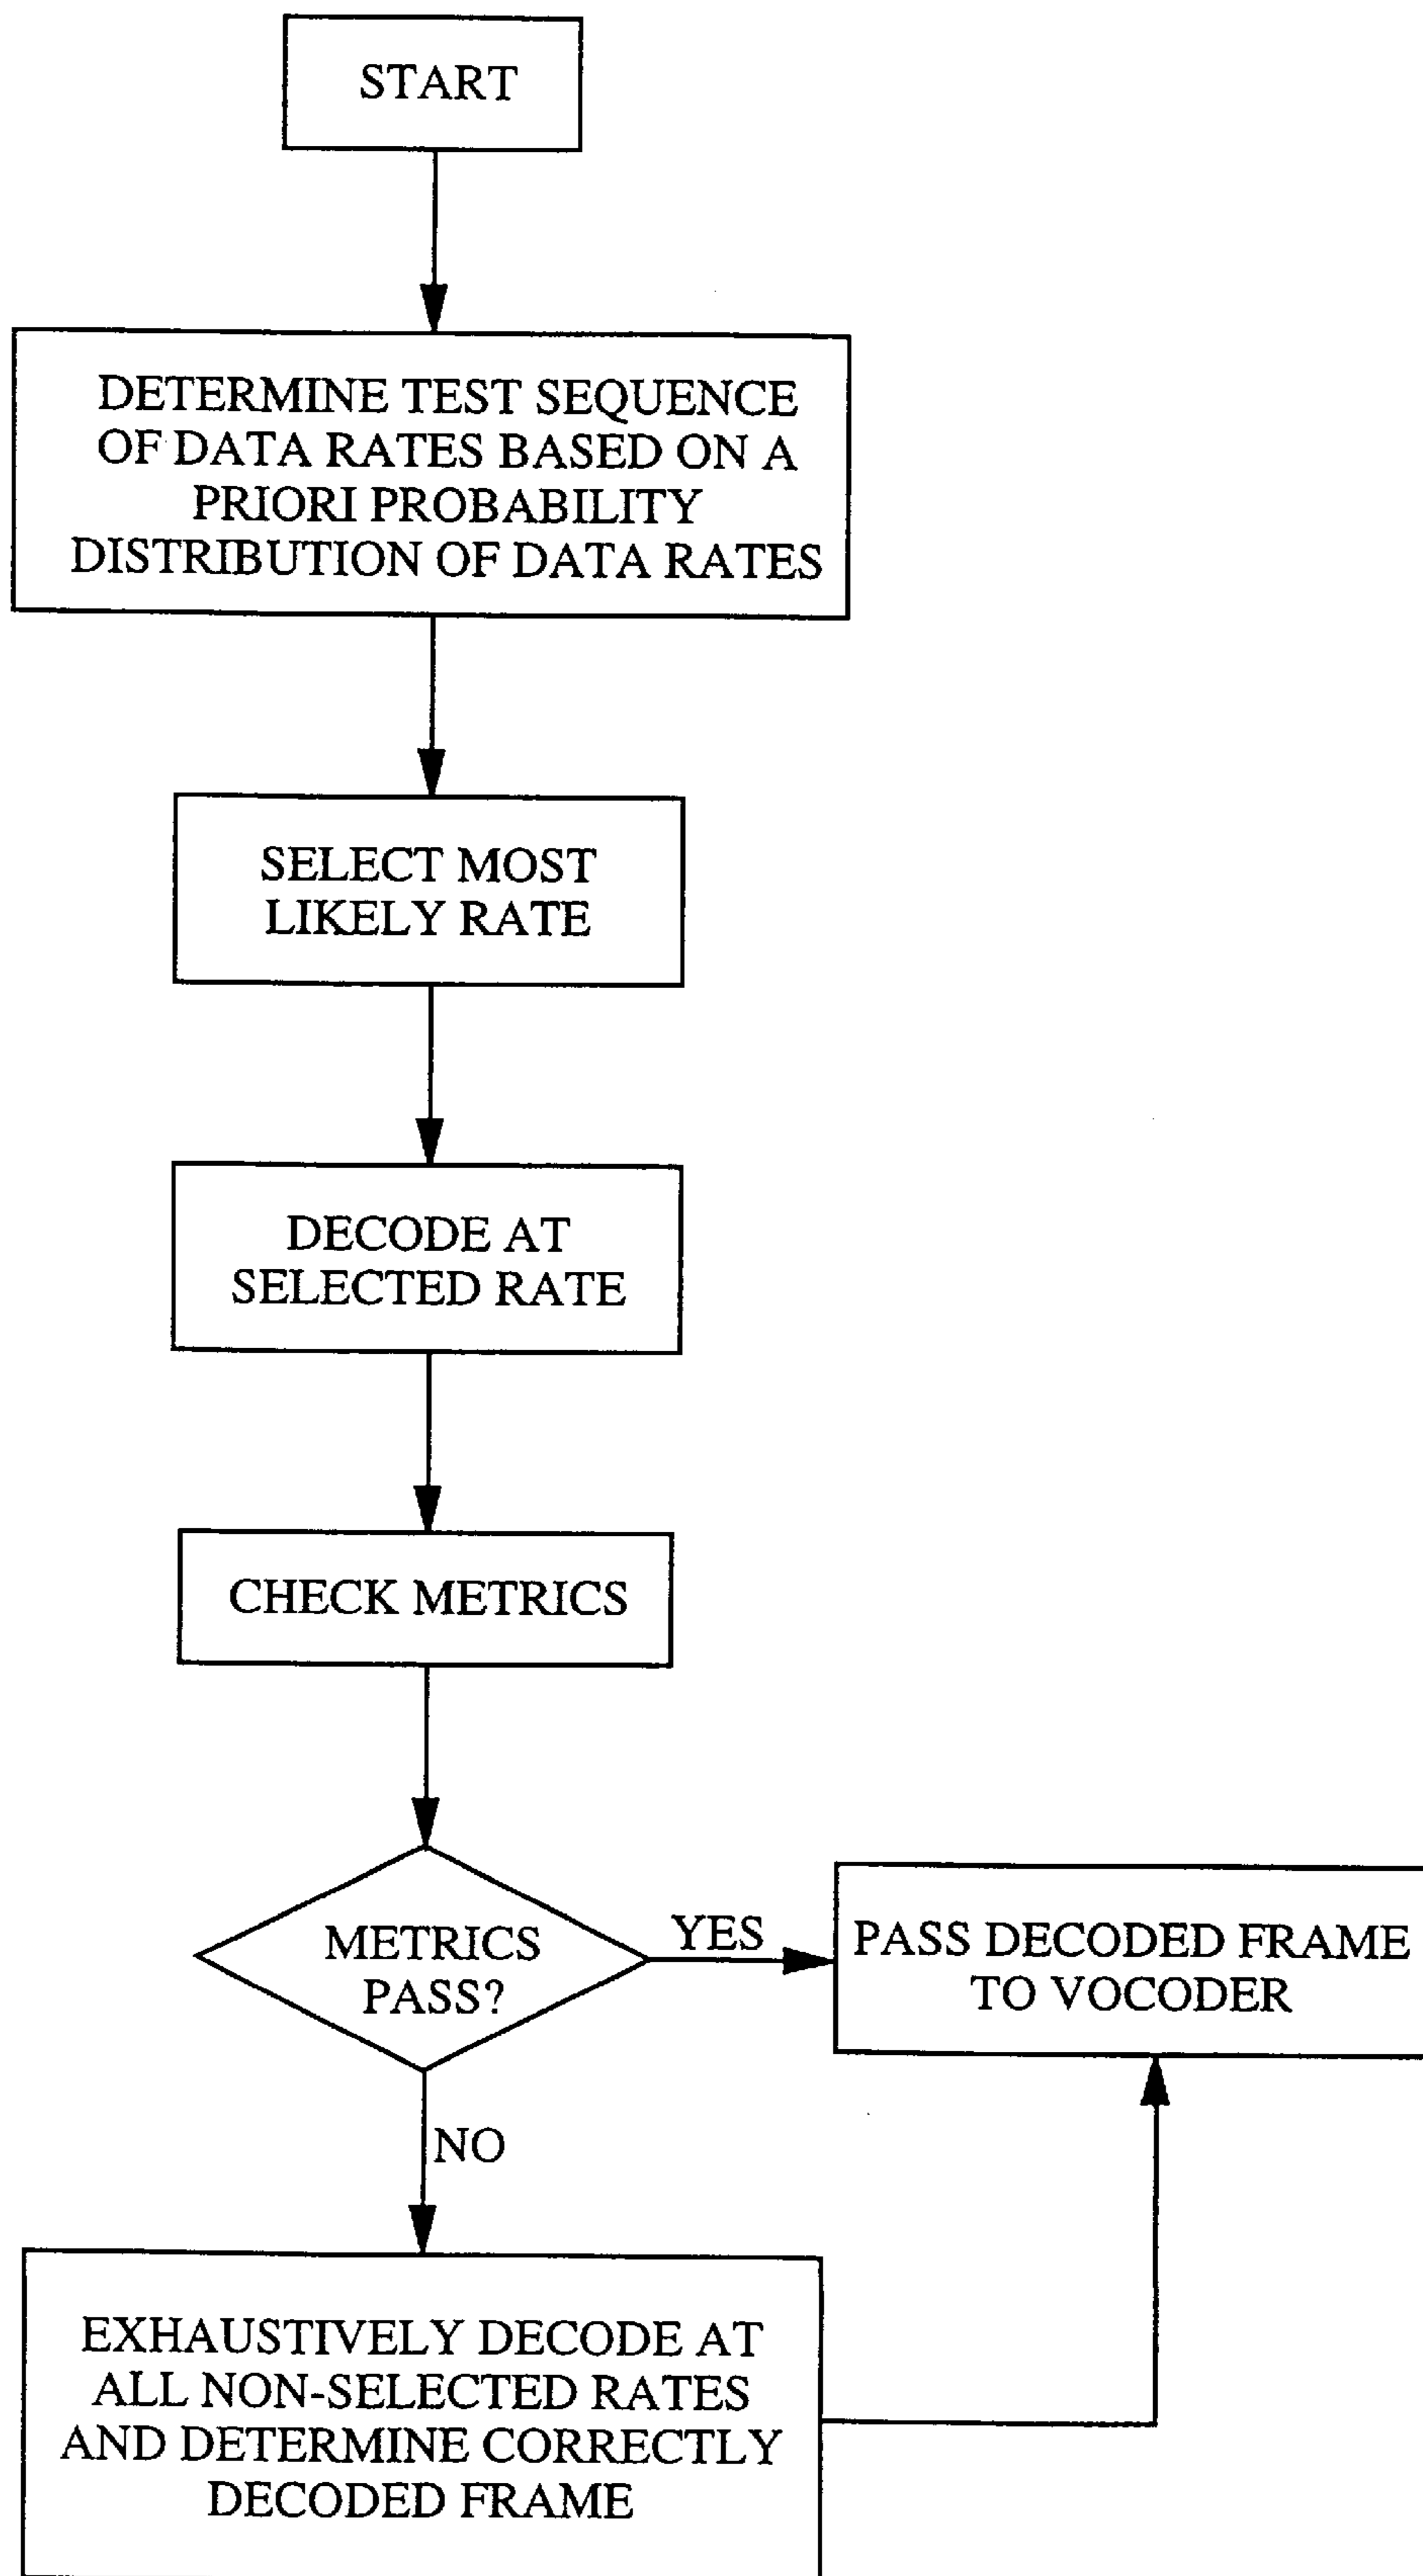 START
DETERMINE TEST SEQUENCE
OF DATA RATES BASED ON A
PRIORI PROBABILITY
DISTRIBUTION OF DATA RATES
SELECT MOST
LIKELY RATE
DECODE AT
SELECTED RATE
CHECK METRICS
METRICS
PASS?
YES
PASS DECODED FRAME
TO VOCODER
NO
EXHAUSTIVELY DECODE AT
ALL NON-SELECTED RATES
AND DETERMINE CORRECTLY
DECODED FRAME